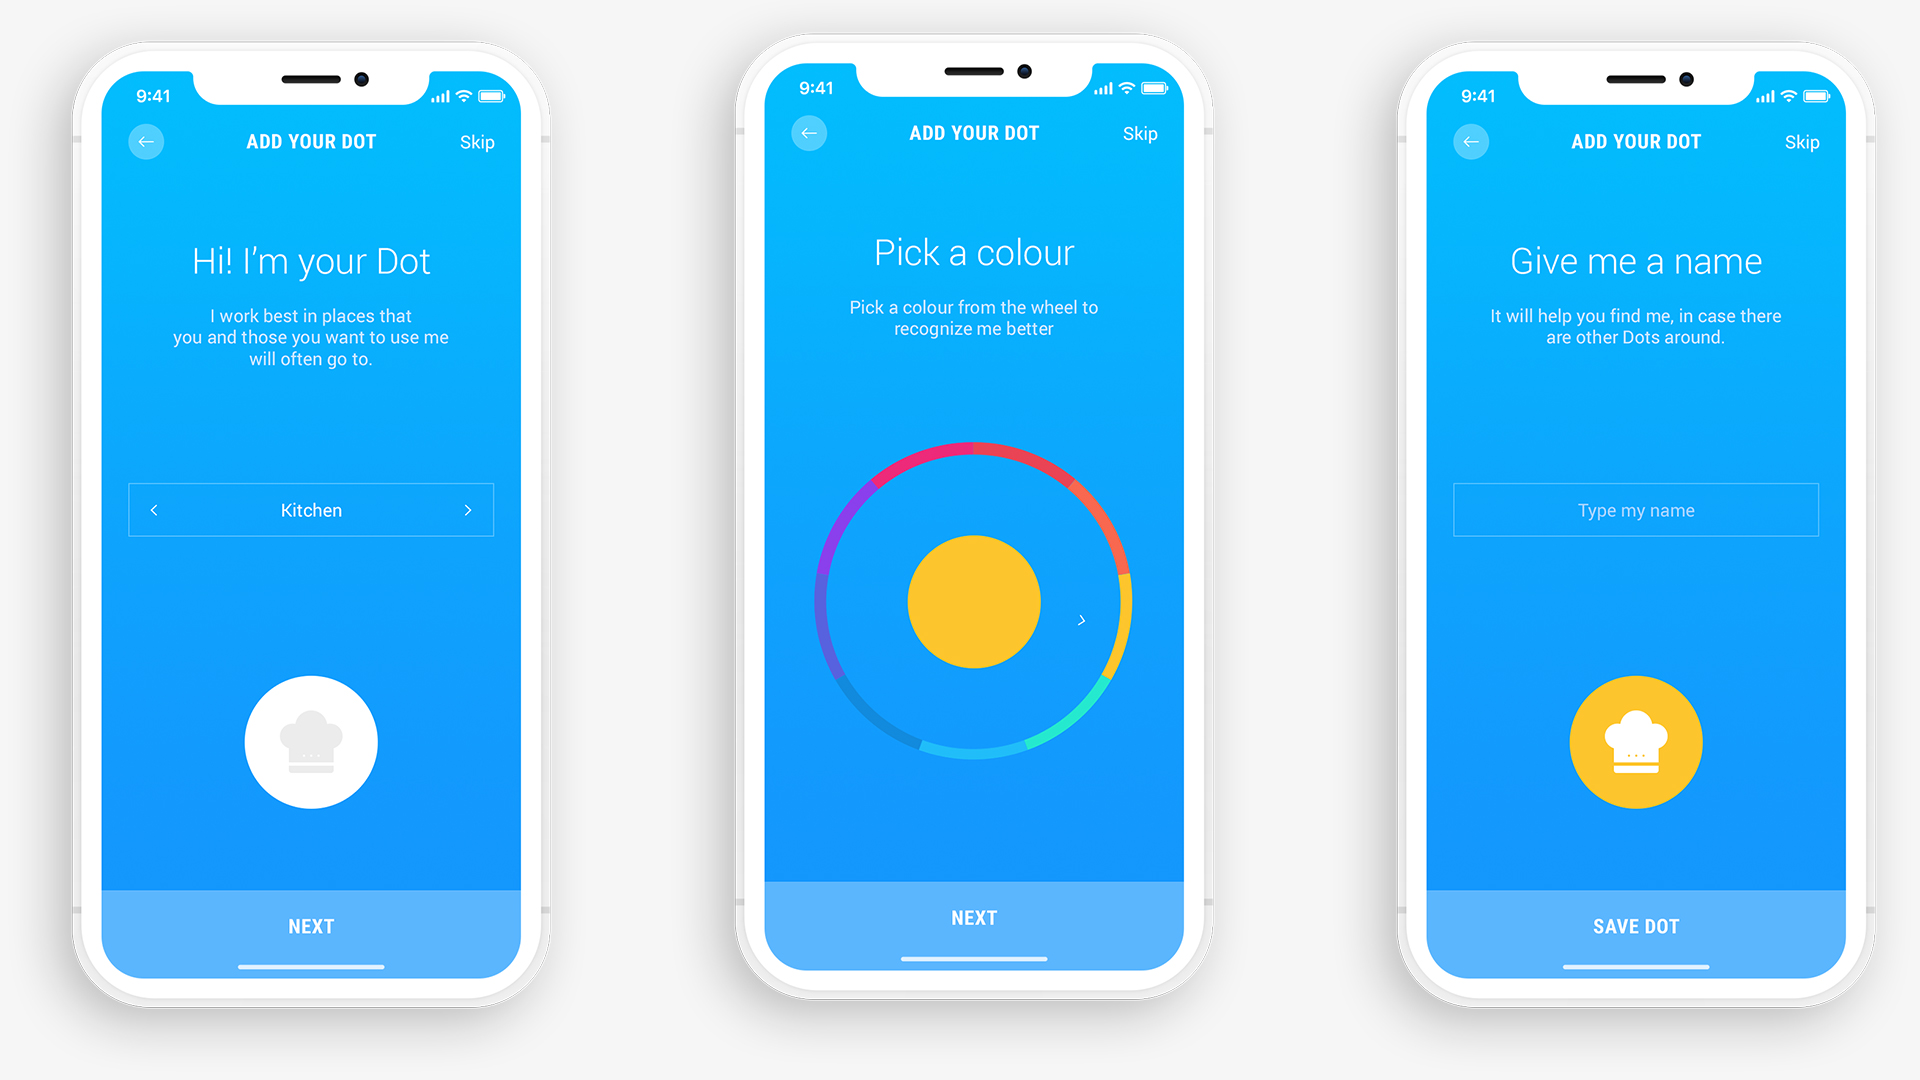 9:41
ADD YOUR DOT
Skip
Hi! I'm your Dot
I work best in places that
you and those you want to use me
will often go to.
Kitchen
NEXT
9:41
ADD YOUR DOT
Skip
Pick a colour
Pick a colour from the wheel to
recognize me better
NEXT
9:41
ADD YOUR DOT
Skip
Give me a name
It will help you find me, in case there
are other Dots around.
Type my name
SAVE DOT